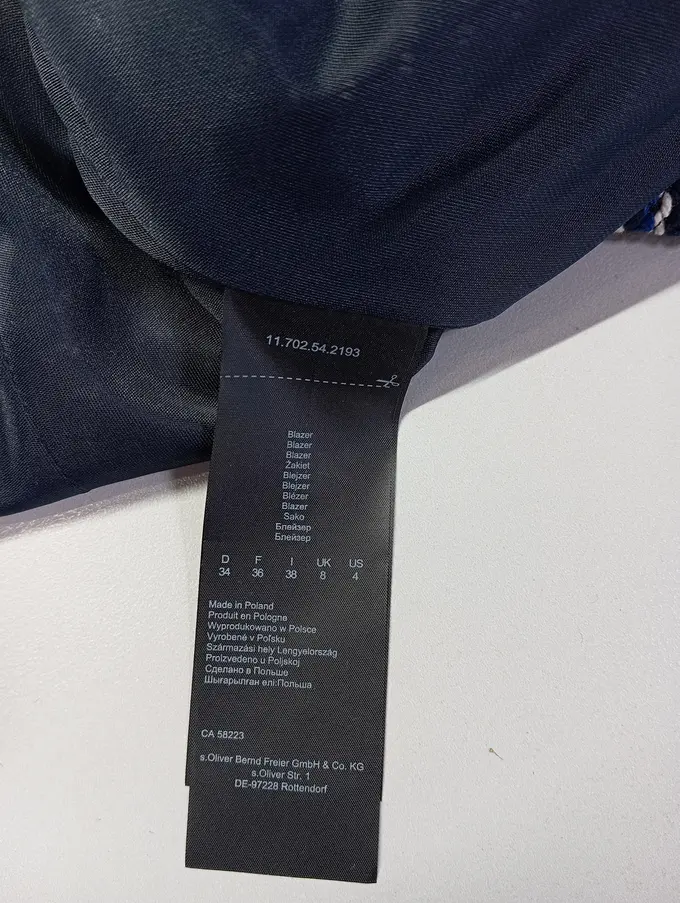 11.702.54.2193
Blazer
Blazer
Blazer
Żakiet
Blejzer
Blejzer
Blézer
Blazer
Sako
Блейзер
Блейзер
D F I UK US
34 36 38 8 4
Made in Poland
Produit en Pologne
Wyprodukowano w Polsce
Vyrobené v Poľsku
Származási hely Lengyelország
Proizvedeno u Poljskoj
Сделано в Польше
Шығарылған елі:Польша
CA 58223
s.Oliver Bernd Freier GmbH & Co. KG
s.Oliver Str. 1
DE-97228 Rottendorf